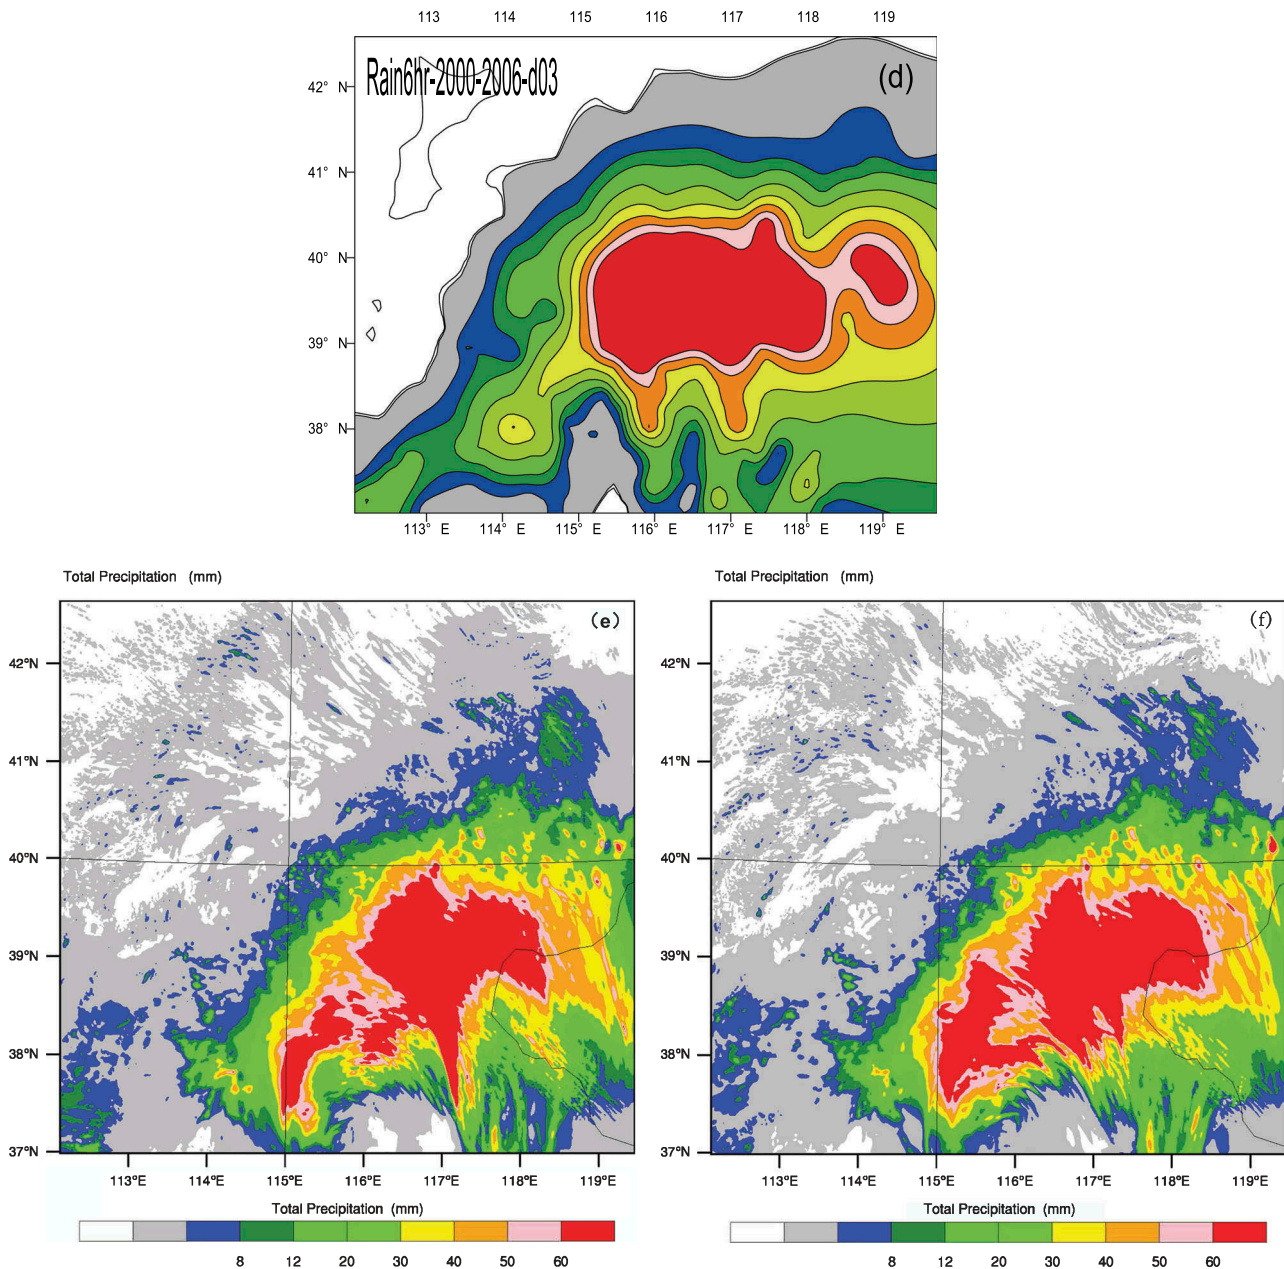 113 114 115 116 117 118 119
Rain6hr-2000-2006-d03
(d)
42° N
41° N
40° N
39° N
38° N
113° E 114° E 115° E 116° E 117° E 118° E 119° E
Total Precipitation (mm)
(e)
42°N
41°N
40°N
39°N
38°N
37°N
113°E 114°E 115°E 116°E 117°E 118°E 119°E
Total Precipitation (mm)
8 12 20 30 40 50 60
Total Precipitation (mm)
(f)
42°N
41°N
40°N
39°N
38°N
37°N
113°E 114°E 115°E 116°E 117°E 118°E 119°E
Total Precipitation (mm)
8 12 20 30 40 50 60